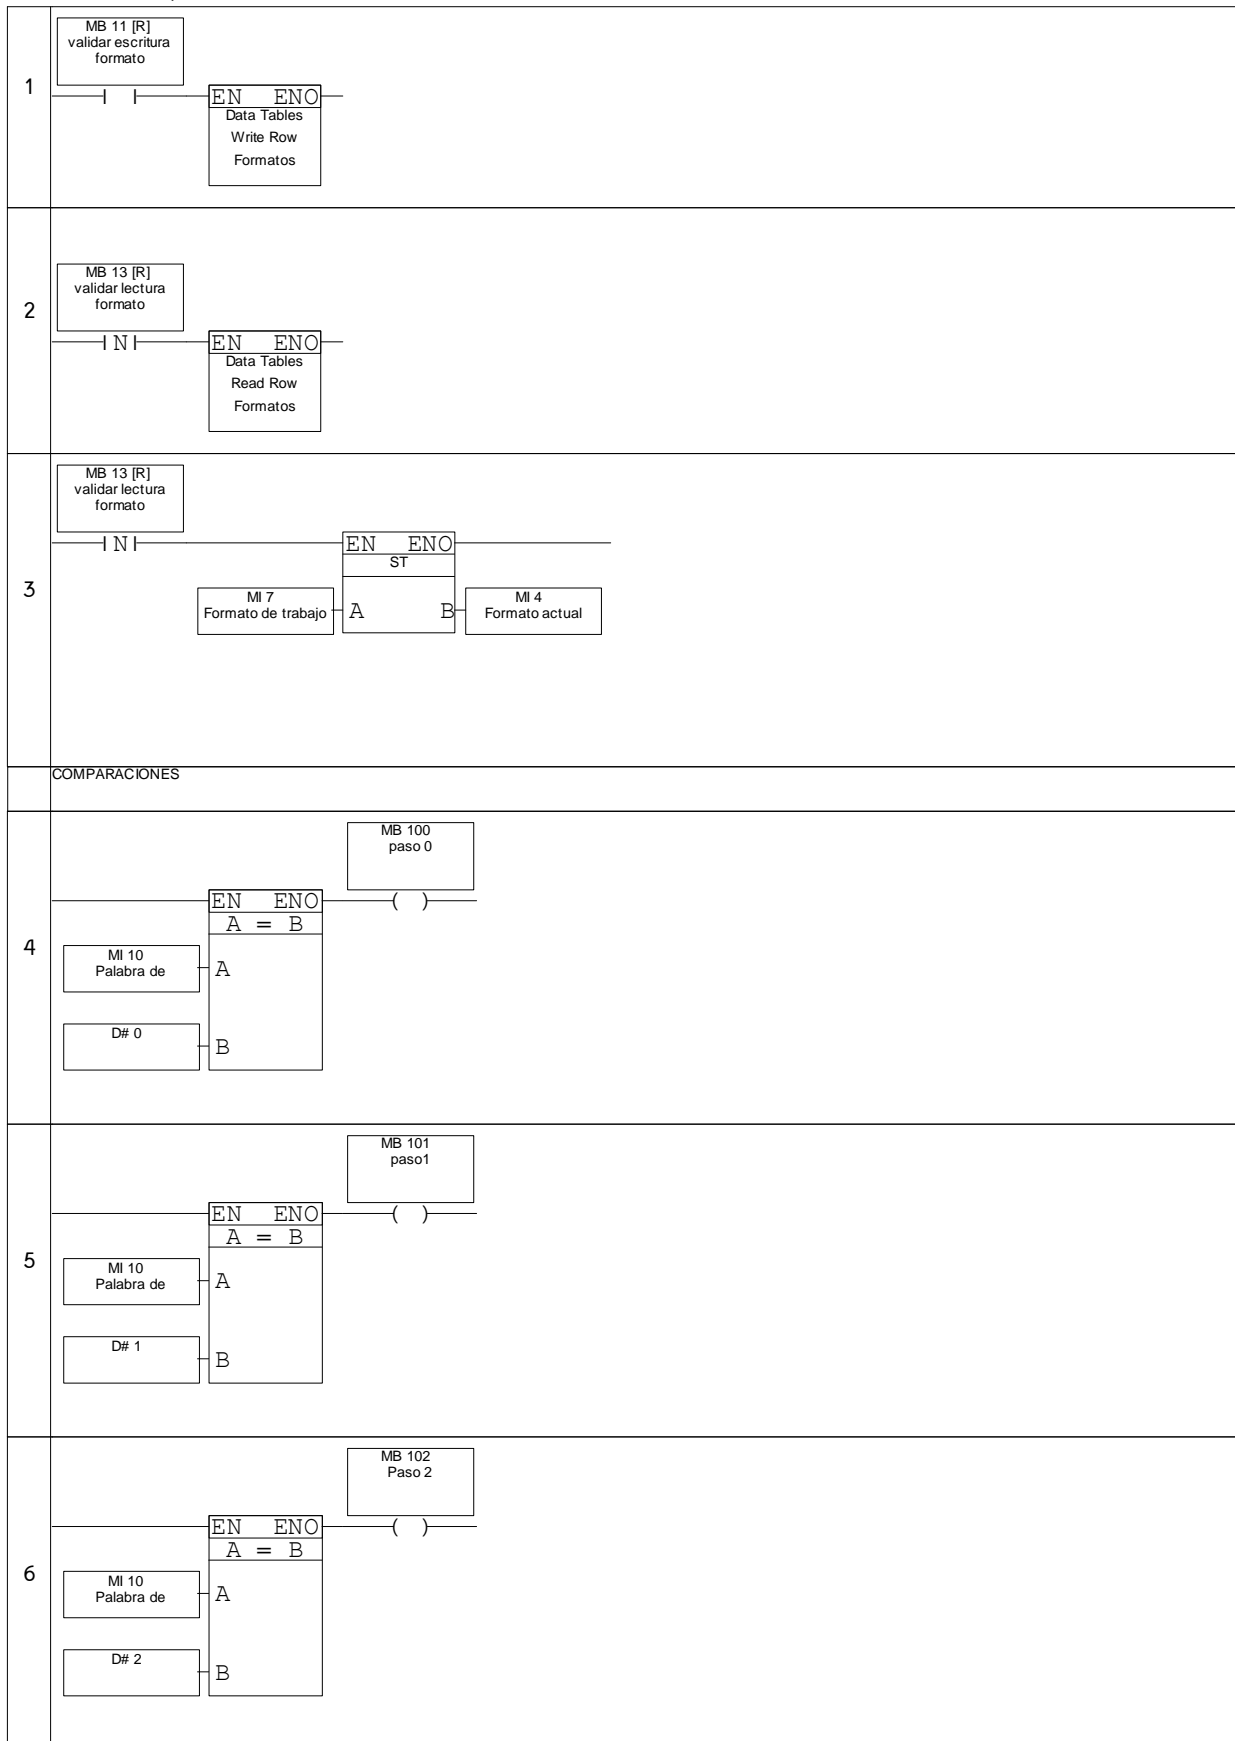 MB 11 [R]
validar escritura
formato
1
EN ENO
Data Tables
Write Row
Formatos
MB 13 [R]
validar lectura
formato
2
N
EN ENO
Data Tables
Read Row
Formatos
MB 13 [R]
validar lectura
formato
N
EN ENO
ST
3
MI 7
Formato de trabajo
A B
MI 4
Formato actual
COMPARACIONES
MB 100
paso 0
EN ENO
A = B
4
MI 10
Palabra de
A
D# 0
B
MB 101
paso1
EN ENO
A = B
5
MI 10
Palabra de
A
D# 1
B
MB 102
Paso 2
EN ENO
A = B
6
MI 10
Palabra de
A
D# 2
B